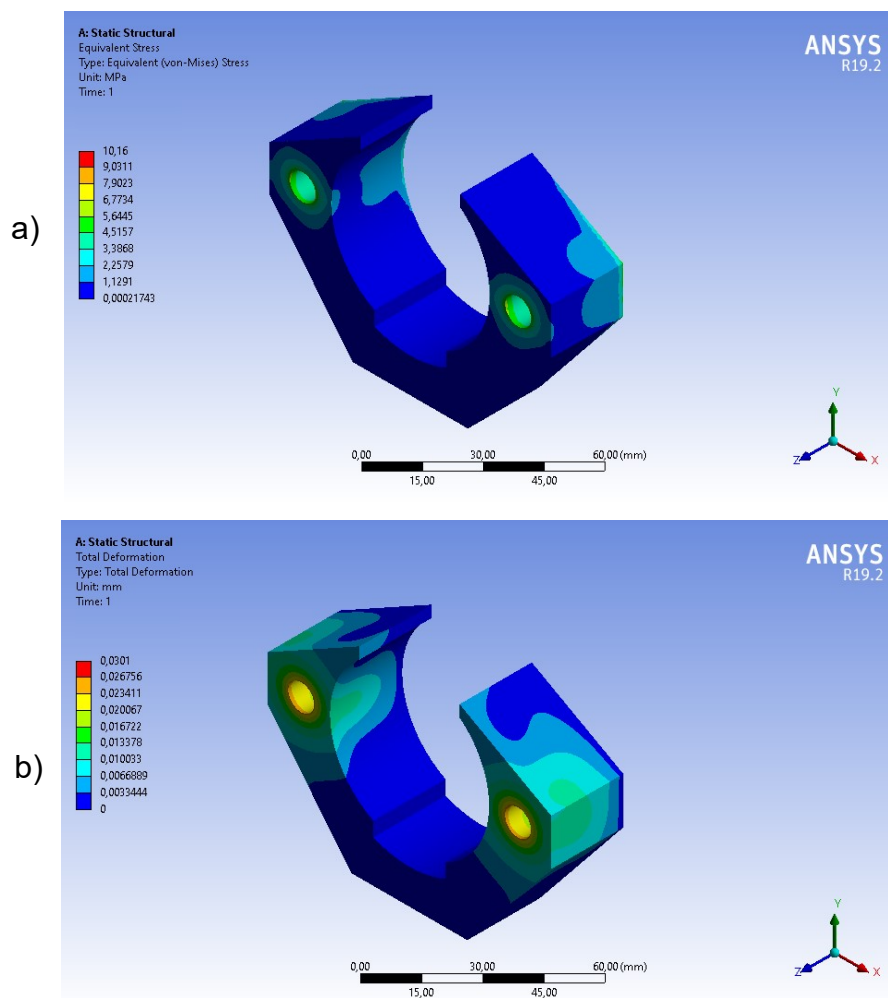 A: Static Structural
Equivalent Stress
Type: Equivalent (von-Mises) Stress
Unit: MPa
Time: 1
ANSYS
R19.2
10,16
9,0311
7,9023
6,7734
5,6445
4,5157
3,3868
2,2579
1,1291
0,00021743
a)
0,00 30,00 60,00 (mm)
15,00 45,00
Y
Z X
A: Static Structural
Total Deformation
Type: Total Deformation
Unit: mm
Time: 1
ANSYS
R19.2
0,0301
0,026756
0,023411
0,020067
0,016722
0,013378
0,010033
0,0066889
0,0033444
0
b)
0,00 30,00 60,00 (mm)
15,00 45,00
Y
Z X